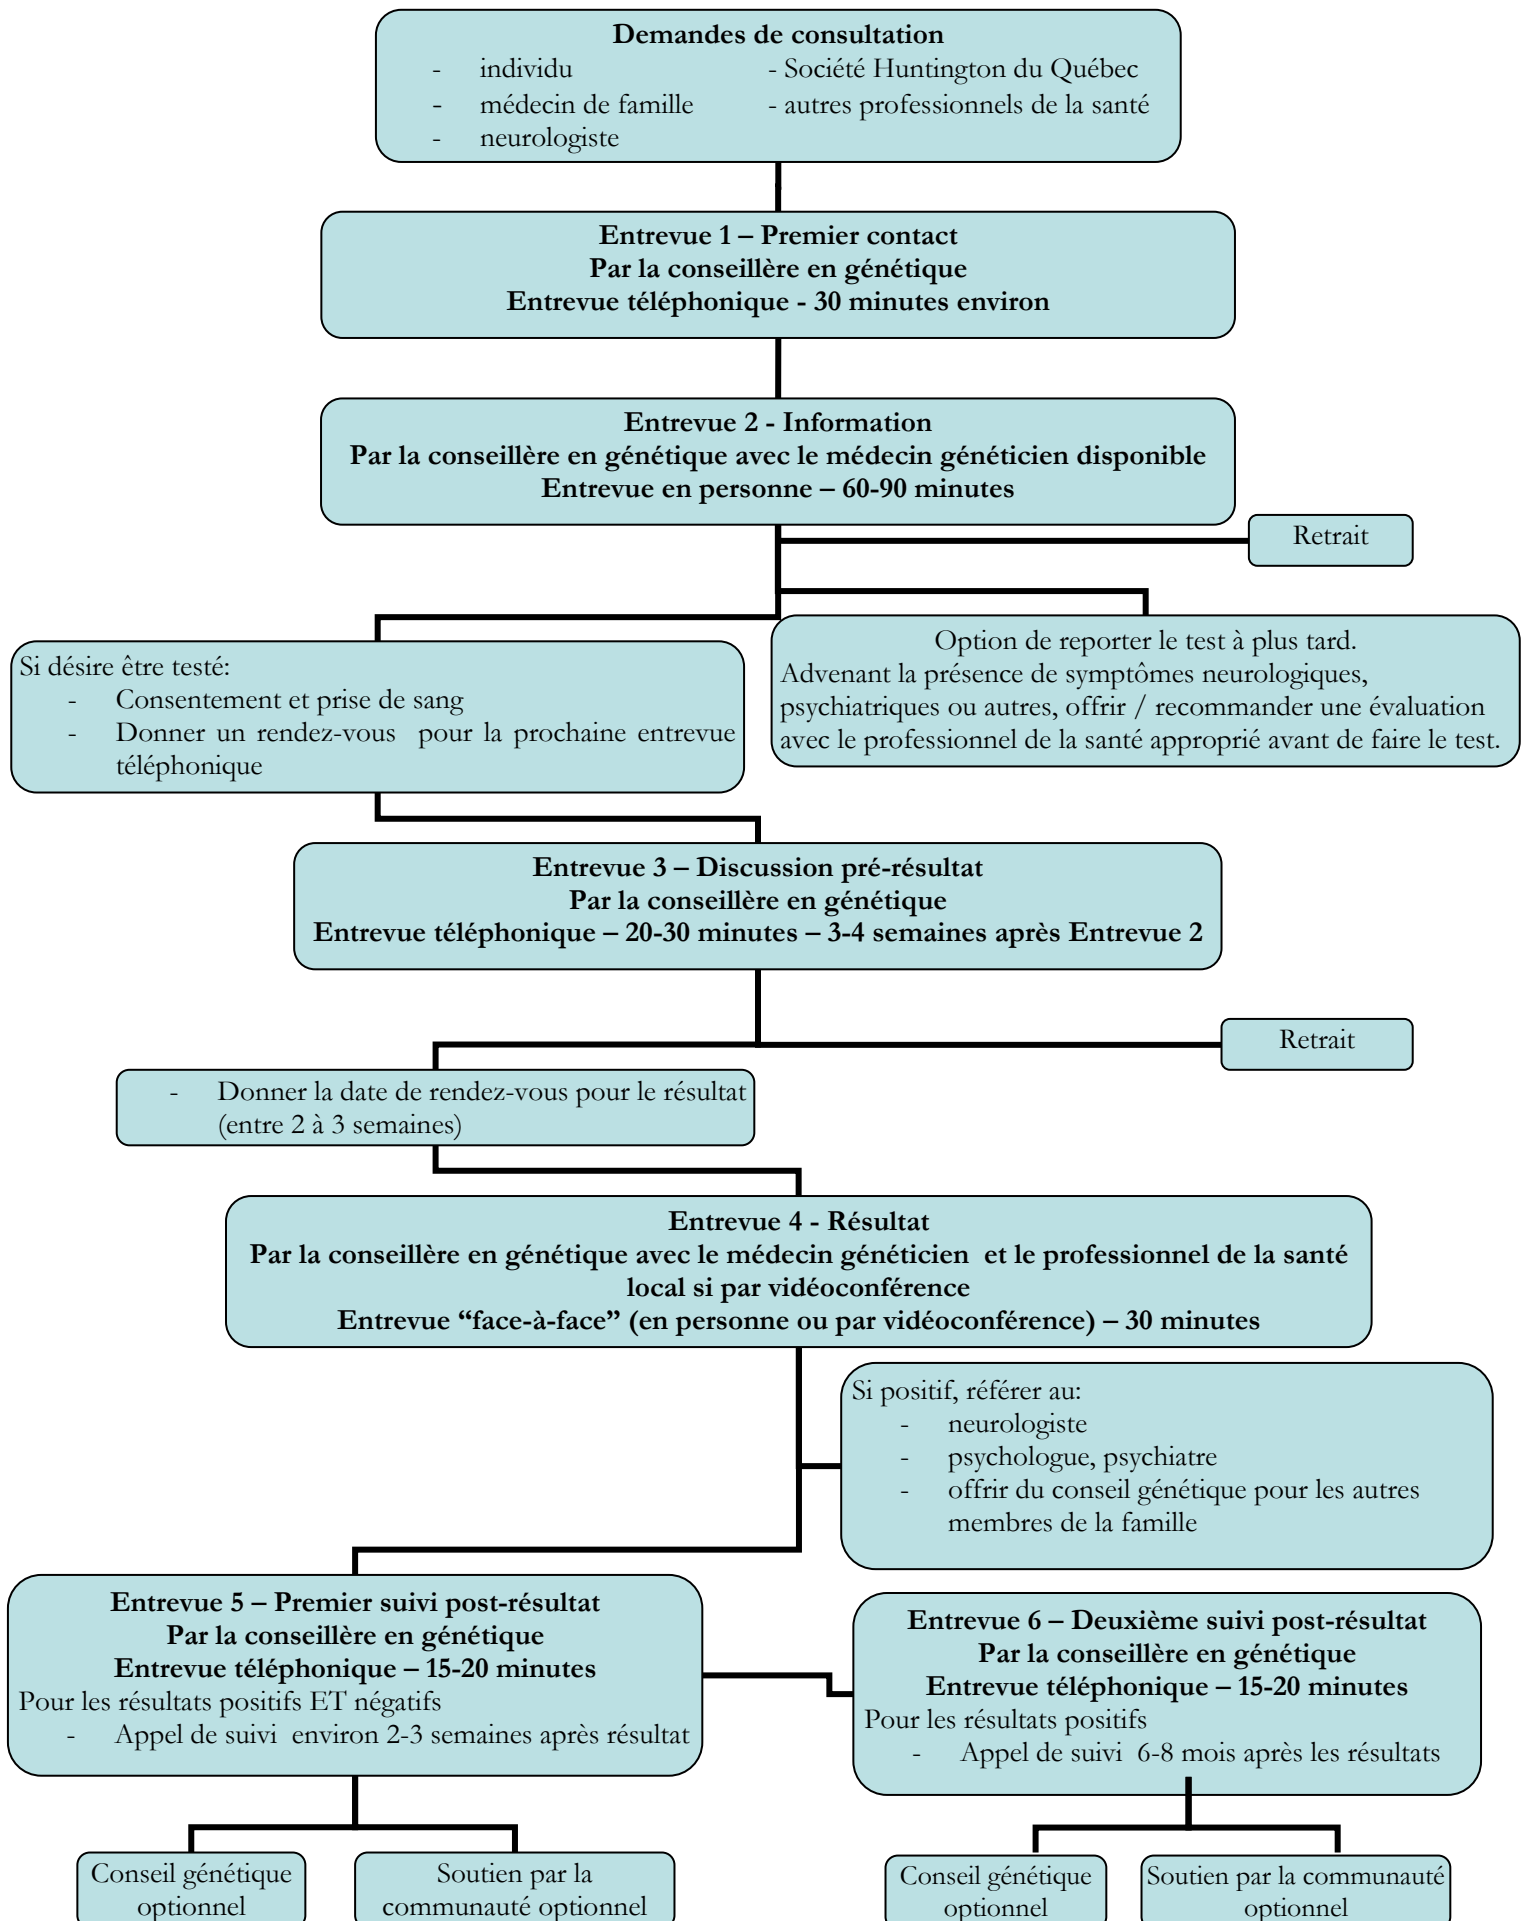 Demandes de consultation
- individu - Société Huntington du Québec
- médecin de famille - autres professionnels de la santé
- neurologiste
Entrevue 1 – Premier contact
Par la conseillère en génétique
Entrevue téléphonique - 30 minutes environ
Entrevue 2 - Information
Par la conseillère en génétique avec le médecin généticien disponible
Entrevue en personne – 60-90 minutes
Retrait
Si désire être testé:
- Consentement et prise de sang
- Donner un rendez-vous pour la prochaine entrevue
téléphonique
Option de reporter le test à plus tard.
Advenant la présence de symptômes neurologiques,
psychiatriques ou autres, offrir / recommander une évaluation
avec le professionnel de la santé approprié avant de faire le test.
Entrevue 3 – Discussion pré-résultat
Par la conseillère en génétique
Entrevue téléphonique – 20-30 minutes – 3-4 semaines après Entrevue 2
Retrait
- Donner la date de rendez-vous pour le résultat
(entre 2 à 3 semaines)
Entrevue 4 - Résultat
Par la conseillère en génétique avec le médecin généticien et le professionnel de la santé
local si par vidéoconférence
Entrevue “face-à-face” (en personne ou par vidéoconférence) – 30 minutes
Si positif, référer au:
- neurologiste
- psychologue, psychiatre
- offrir du conseil génétique pour les autres
membres de la famille
Entrevue 5 – Premier suivi post-résultat
Par la conseillère en génétique
Entrevue téléphonique – 15-20 minutes
Pour les résultats positifs ET négatifs
- Appel de suivi environ 2-3 semaines après résultat
Entrevue 6 – Deuxième suivi post-résultat
Par la conseillère en génétique
Entrevue téléphonique – 15-20 minutes
Pour les résultats positifs
- Appel de suivi 6-8 mois après les résultats
Conseil génétique
optionnel
Soutien par la
communauté optionnel
Conseil génétique
optionnel
Soutien par la communauté
optionnel